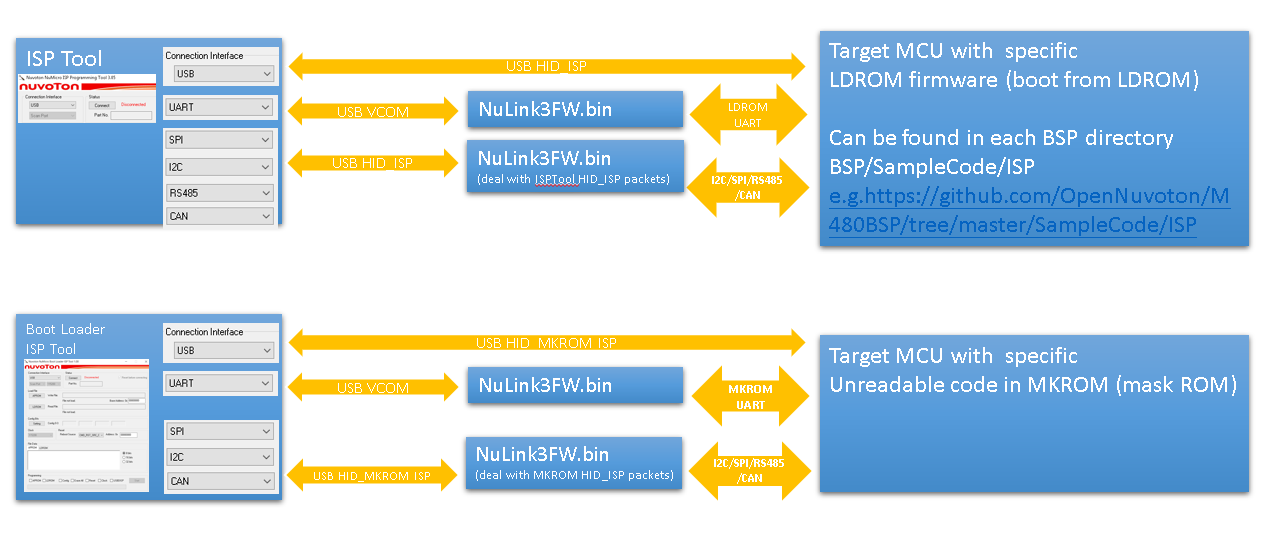 ISP Tool
Nuvoton NuMicro ISP Programming Tool 3.05
nuvoTon
Connection Interface
USB
Scan Port
Status
Connect
Disconnected
Part No.
Connection Interface
USB
UART
SPI
I2C
RS485
CAN
USB HID_ISP
USB VCOM
USB HID_ISP
NuLink3FW.bin
NuLink3FW.bin
(deal with ISPTool HID_ISP packets)
LDROM
UART
I2C/SPI/RS485
/CAN
Target MCU with specific
LDROM firmware (boot from LDROM)
Can be found in each BSP directory
BSP/SampleCode/ISP
e.g.https://github.com/OpenNuvoton/M
480BSP/tree/master/SampleCode/ISP
Boot Loader
ISP Tool
nuvoTon
Connection Interface
USB
UART
SPI
I2C
CAN
USB HID_MKROM ISP
USB VCOM
USB HID_MKROM ISP
NuLink3FW.bin
NuLink3FW.bin
(deal with MKROM HID_ISP packets)
MKROM
UART
I2C/SPI/RS485
/CAN
Target MCU with specific
Unreadable code in MKROM (mask ROM)